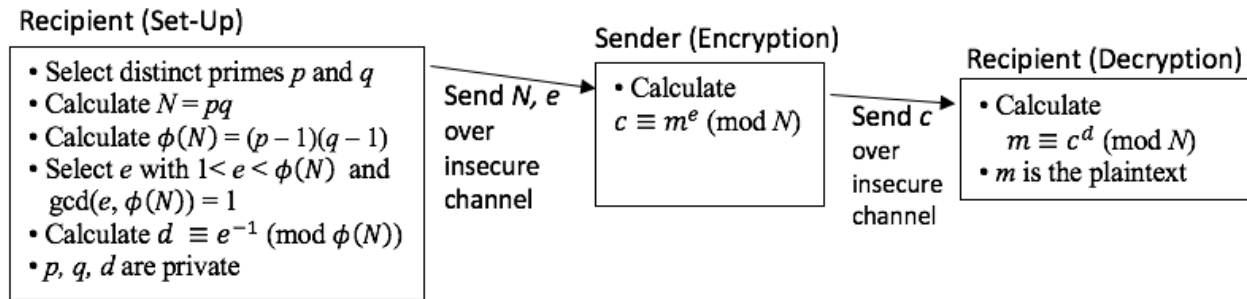 Recipient (Set-Up)
• Select distinct primes p and q
• Calculate N = pq
• Calculate ϕ(N) = (p − 1)(q − 1)
• Select e with 1< e < ϕ(N) and
gcd(e, ϕ(N)) = 1
• Calculate d ≡ e⁻¹ (mod ϕ(N))
• p, q, d are private
Send N, e
over
insecure
channel
Sender (Encryption)
• Calculate
c ≡ mᵉ (mod N)
Send c
over
insecure
channel
Recipient (Decryption)
• Calculate
m ≡ cᵈ (mod N)
• m is the plaintext